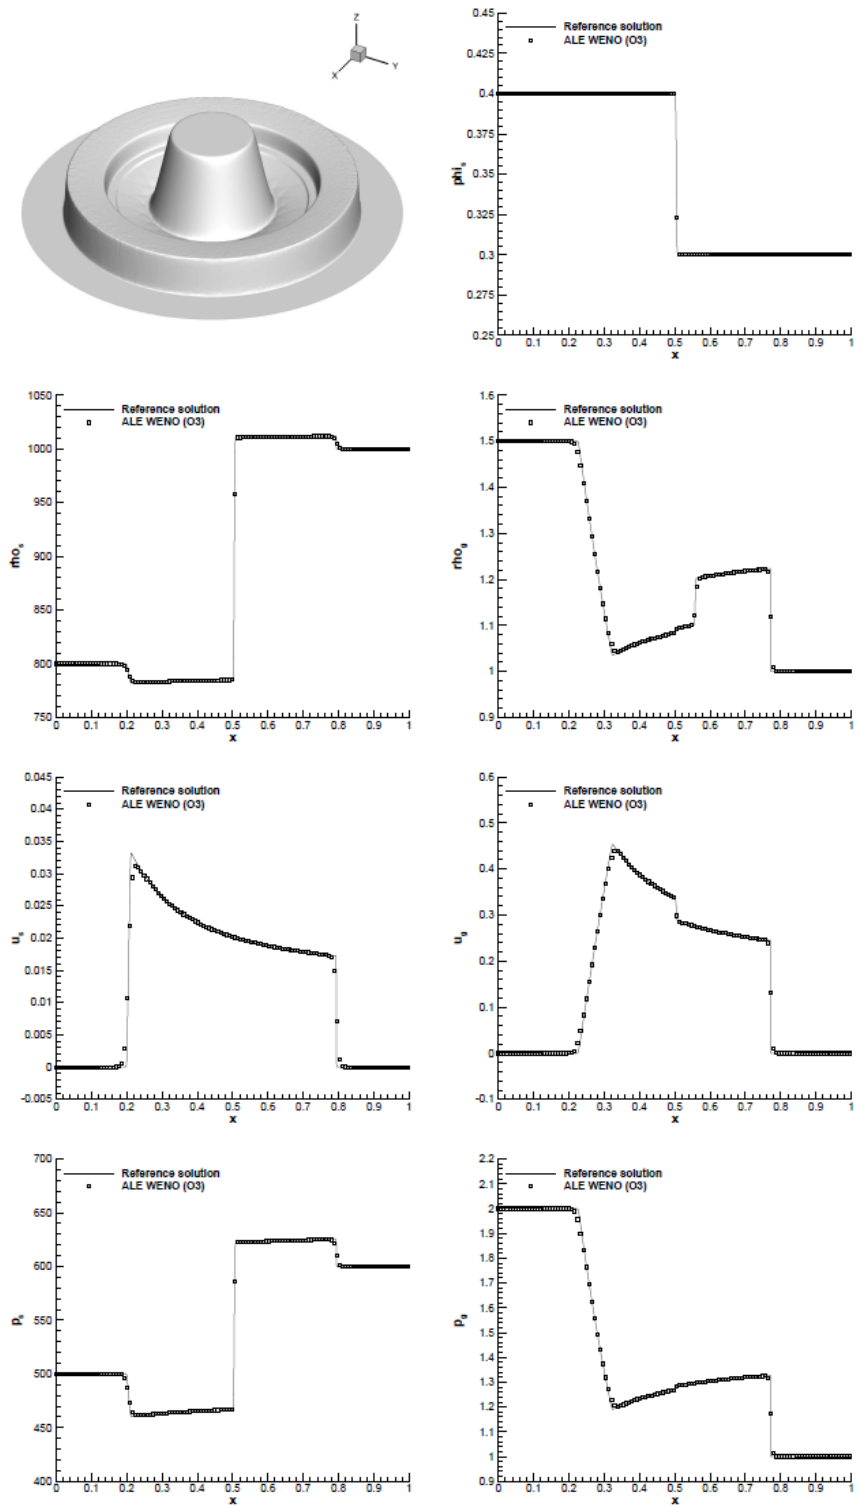 Z
X
Y
Reference solution
ALE WENO (O3)
0.45
0.425
0.4
0.375
0.35
0.325
0.3
0.275
0.25
phi_s
0 0.1 0.2 0.3 0.4 0.5 0.6 0.7 0.8 0.9 1
x
Reference solution
ALE WENO (O3)
1050
1000
950
900
850
800
750
rho_s
0 0.1 0.2 0.3 0.4 0.5 0.6 0.7 0.8 0.9 1
x
Reference solution
ALE WENO (O3)
1.6
1.5
1.4
1.3
1.2
1.1
1
0.9
rho_g
0 0.1 0.2 0.3 0.4 0.5 0.6 0.7 0.8 0.9 1
x
Reference solution
ALE WENO (O3)
0.045
0.04
0.035
0.03
0.025
0.02
0.015
0.01
0.005
0
-0.005
u_s
0 0.1 0.2 0.3 0.4 0.5 0.6 0.7 0.8 0.9 1
x
Reference solution
ALE WENO (O3)
0.6
0.5
0.4
0.3
0.2
0.1
0
-0.1
u_g
0 0.1 0.2 0.3 0.4 0.5 0.6 0.7 0.8 0.9 1
x
Reference solution
ALE WENO (O3)
700
650
600
550
500
450
400
p_s
0 0.1 0.2 0.3 0.4 0.5 0.6 0.7 0.8 0.9 1
x
Reference solution
ALE WENO (O3)
2.2
2.1
2
1.9
1.8
1.7
1.6
1.5
1.4
1.3
1.2
1.1
1
0.9
p_g
0 0.1 0.2 0.3 0.4 0.5 0.6 0.7 0.8 0.9 1
x